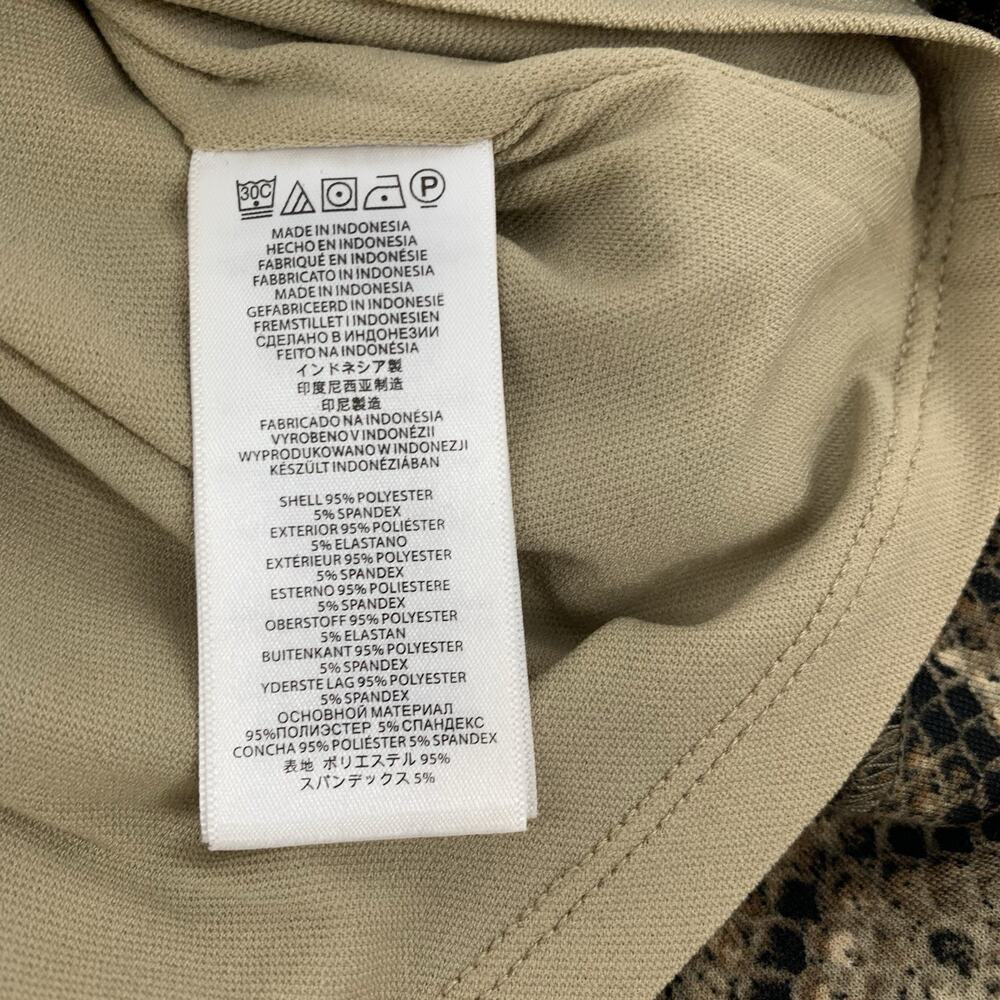 30C P
MADE IN INDONESIA
HECHO EN INDONESIA
FABRIQUÉ EN INDONÉSIE
FABBRICATO IN INDONESIA
MADE IN INDONESIA
GEFABRICEERD IN INDONESIË
FREMSTILLET I INDONESIEN
СДЕЛАНО В ИНДОНЕЗИИ
FEITO NA INDONÉSIA
インドネシア製
印度尼西亚制造
印尼製造
FABRICADO NA INDONÉSIA
VYROBENO V INDONÉZII
WYPRODUKOWANO W INDONEZJI
KÉSZÜLT INDONÉZIÁBAN
SHELL 95% POLYESTER
5% SPANDEX
EXTERIOR 95% POLIÉSTER
5% ELASTANO
EXTÉRIEUR 95% POLYESTER
5% SPANDEX
ESTERNO 95% POLIESTERE
5% SPANDEX
OBERSTOFF 95% POLYESTER
5% ELASTAN
BUITENKANT 95% POLYESTER
5% SPANDEX
YDERSTE LAG 95% POLYESTER
5% SPANDEX
ОСНОВНОЙ МАТЕРИАЛ
95%ПОЛИЭСТЕР 5% СПАНДЕКС
CONCHA 95% POLIÉSTER 5% SPANDEX
表地 ポリエステル 95%
スパンデックス 5%